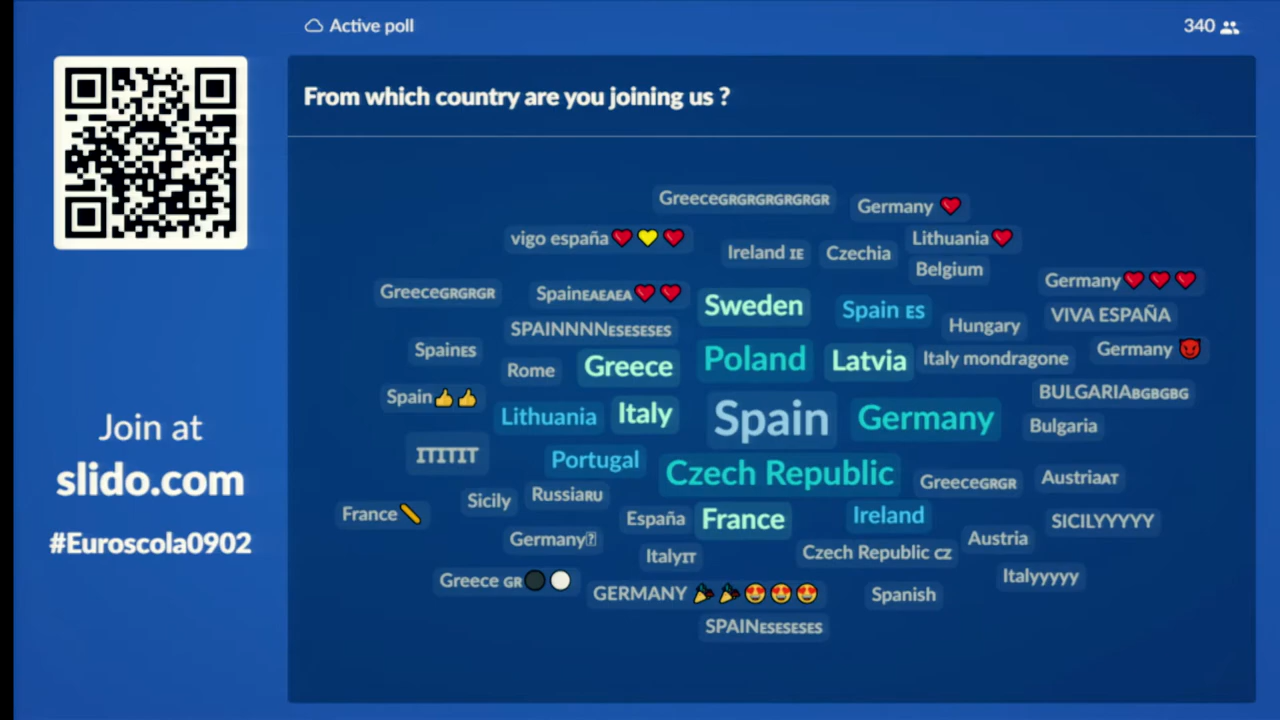 Active poll
340
From which country are you joining us ?
GreeceGRGRGRGRGRGR
Germany ❤️
vigo españa❤️💛❤️
Lithuania❤️
Ireland IE
Czechia
Belgium
Germany❤️❤️❤️
GreeceGRGRGR
SpainEAEAEA❤️❤️
Sweden
Spain ES
VIVA ESPAÑA
SPAINNNNESESESES
Hungary
SpainES
Germany 😈
Rome
Greece
Poland
Latvia
Italy mondragone
Spain👍👍
BULGARIABGBGBG
Lithuania
Italy
Spain
Germany
Bulgaria
ITITIT
Portugal
Czech Republic
GreeceGRGR
AustriaAT
Sicily
RussiaRU
France📏
España
France
Ireland
SICILYYYYY
Germany
Austria
ItalyIT
Czech Republic CZ
Italyyyyy
Greece GR⚫⚪
GERMANY 🎉🎉😍😍😍
Spanish
SPAINESESESES
Join at
slido.com
#Euroscola0902